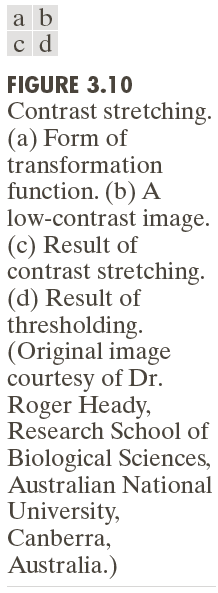 a b
c d
FIGURE 3.10
Contrast stretching.
(a) Form of
transformation
function. (b) A
low-contrast image.
(c) Result of
contrast stretching.
(d) Result of
thresholding.
(Original image
courtesy of Dr.
Roger Heady,
Research School of
Biological Sciences,
Australian National
University,
Canberra,
Australia.)